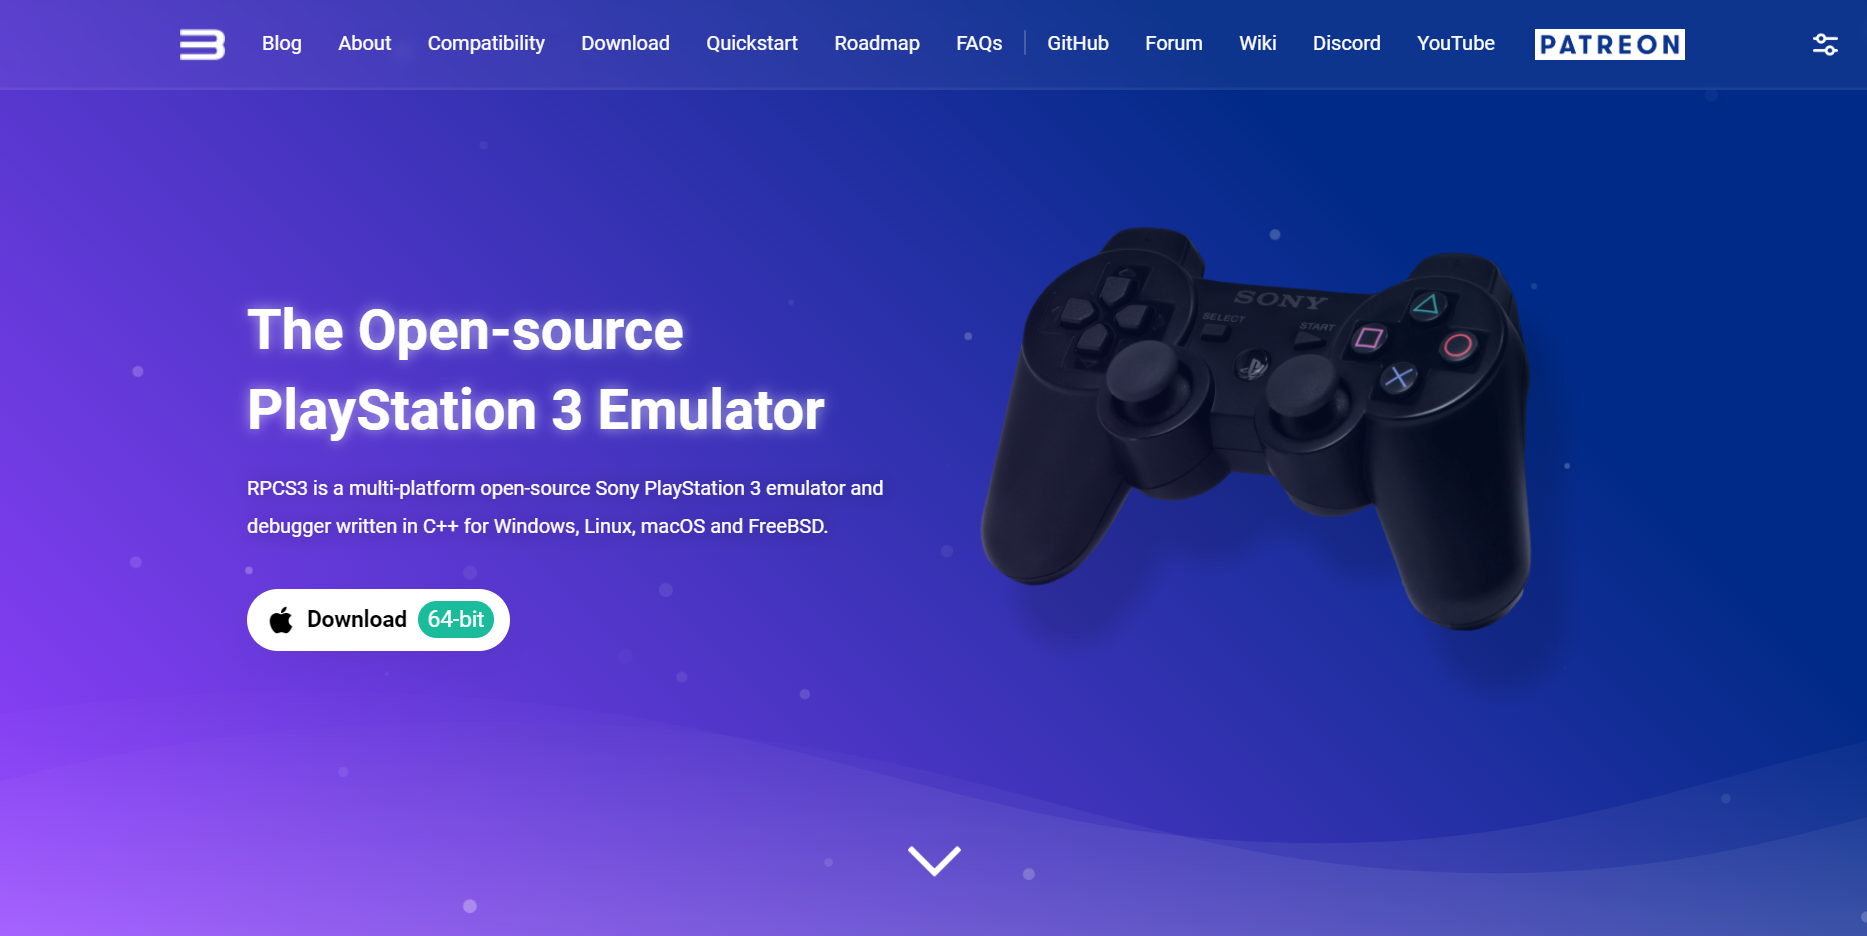 Blog About Compatibility Download Quickstart Roadmap FAQs GitHub Forum Wiki Discord YouTube PATREON
The Open-source
PlayStation 3 Emulator
RPCS3 is a multi-platform open-source Sony PlayStation 3 emulator and
debugger written in C++ for Windows, Linux, macOS and FreeBSD.
Download 64-bit
SONY
SELECT START